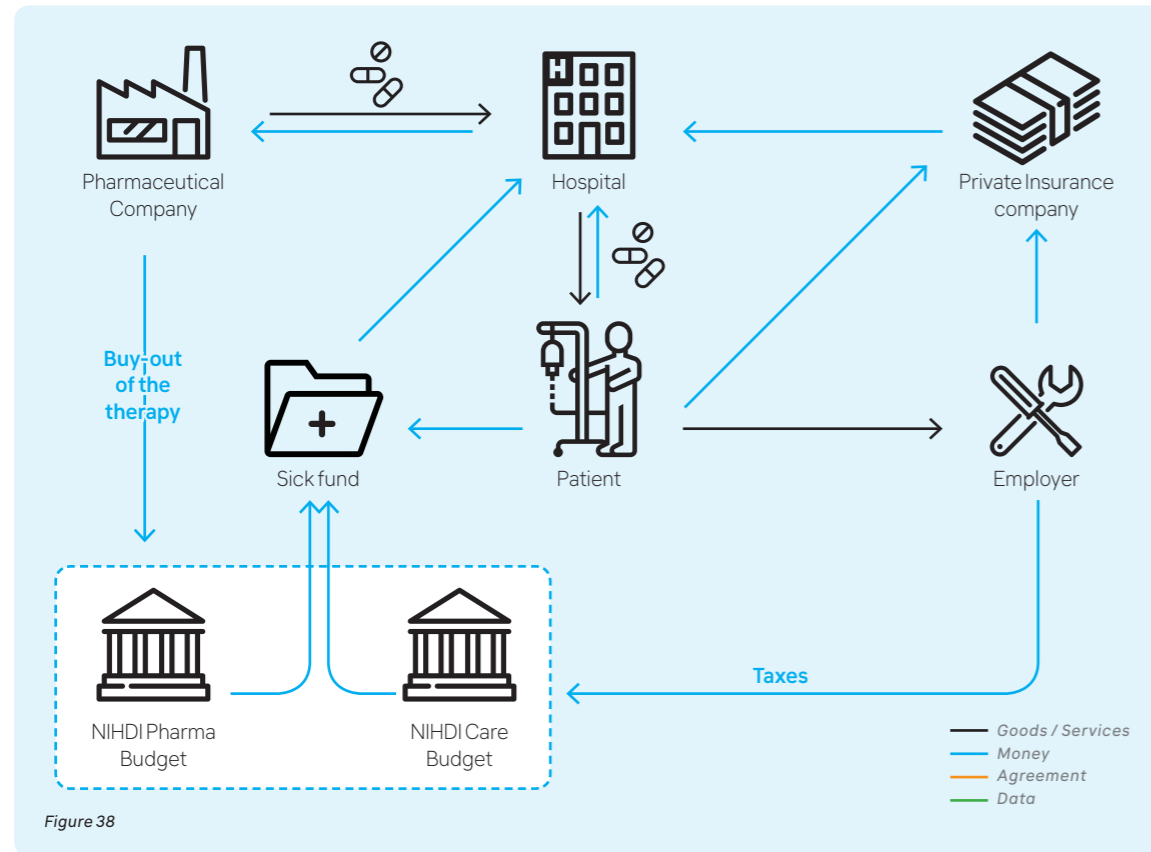 H
Pharmaceutical
Company
Hospital
Private Insurance
company
Buy-out
of the
therapy
Sick fund
Patient
Employer
Taxes
NIHDI Pharma
Budget
NIHDI Care
Budget
Goods / Services
Money
Agreement
Data
Figure 38